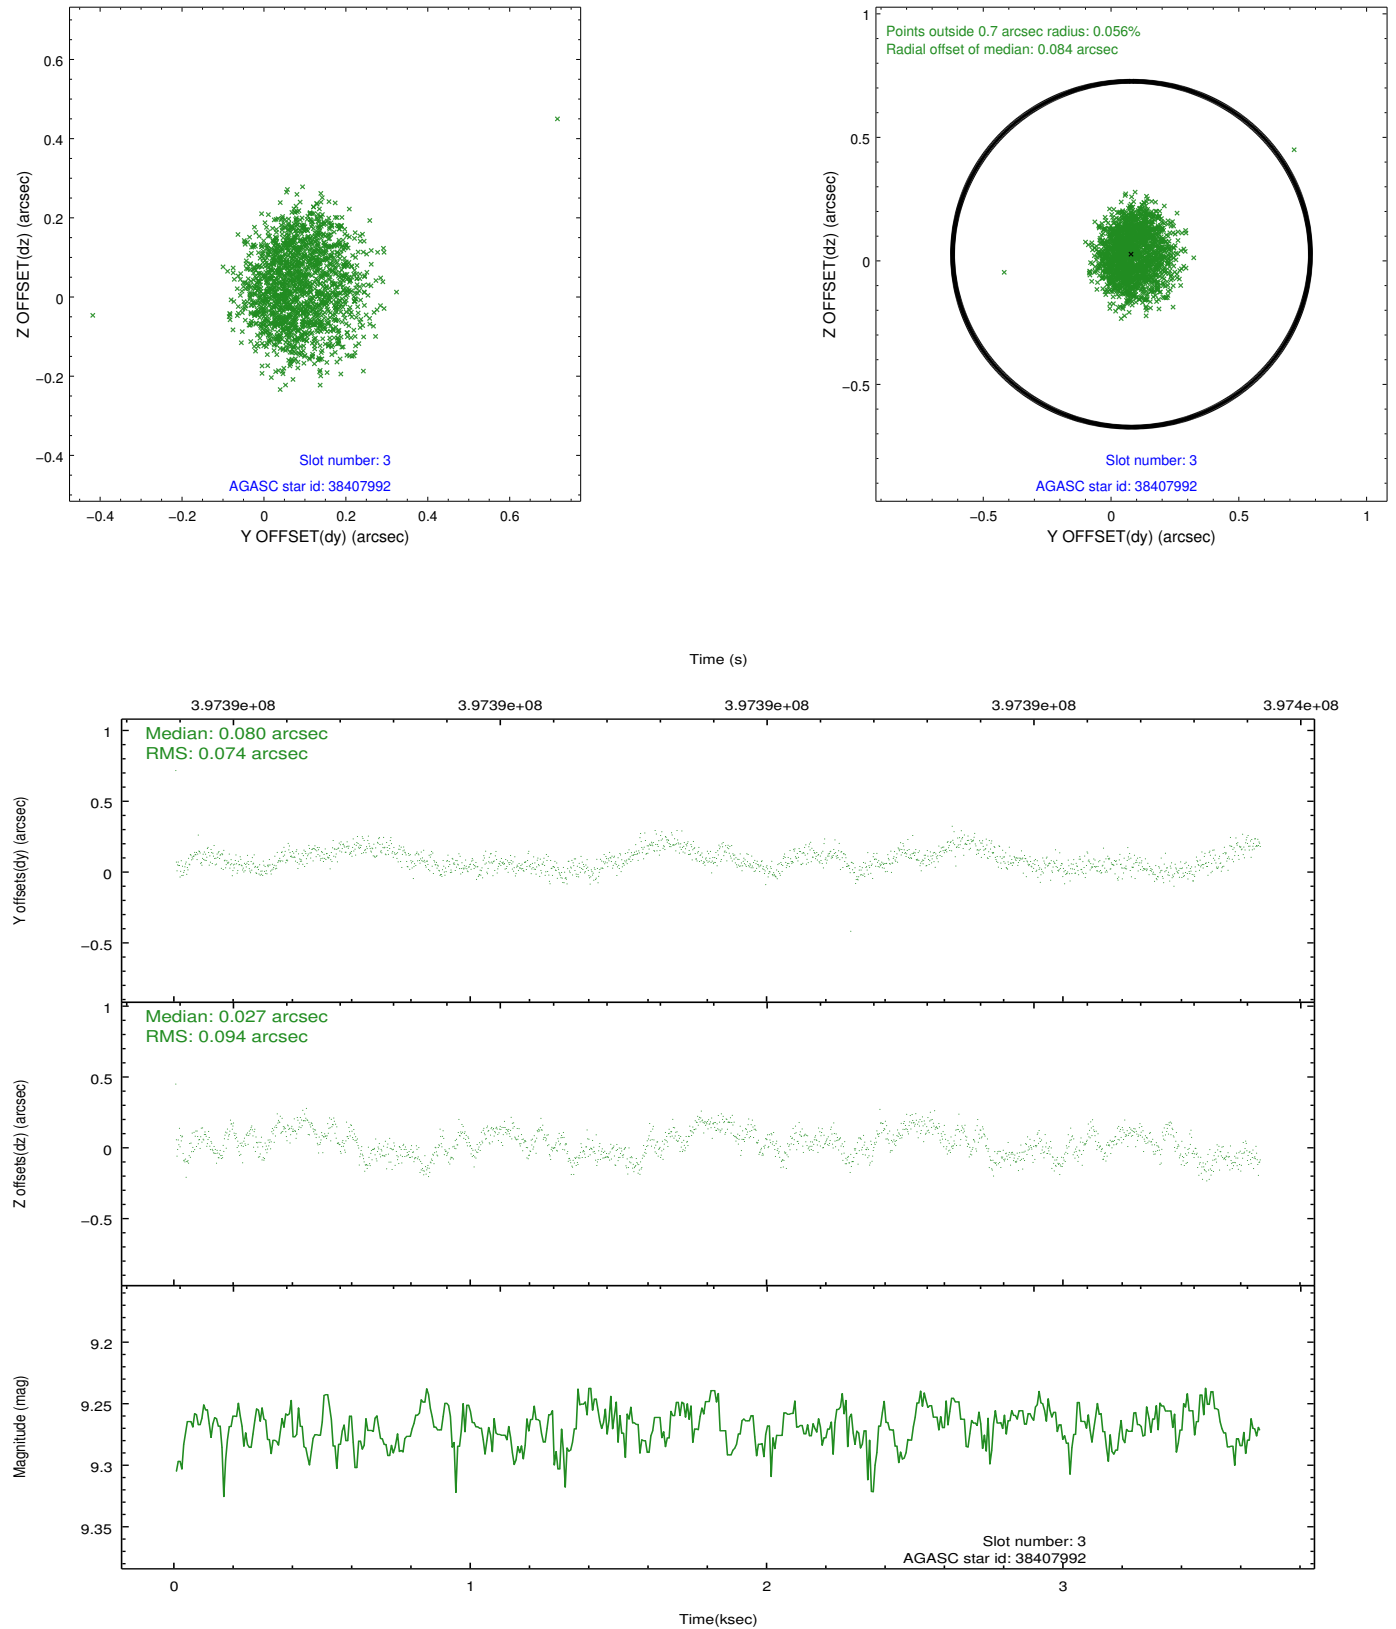 0.6
0.4
0.2
0
−0.2
−0.4
Z OFFSET(dz) (arcsec)
Slot number: 3
AGASC star id: 38407992
−0.4 −0.2 0 0.2 0.4 0.6
Y OFFSET(dy) (arcsec)
Points outside 0.7 arcsec radius: 0.056%
Radial offset of median: 0.084 arcsec
1
0.5
0
−0.5
Z OFFSET(dz) (arcsec)
Slot number: 3
AGASC star id: 38407992
−0.5 0 0.5 1
Y OFFSET(dy) (arcsec)
Time (s)
3.9739e+08 3.9739e+08 3.9739e+08 3.9739e+08 3.974e+08
Median: 0.080 arcsec
RMS: 0.074 arcsec
1
0.5
0
−0.5
Y offsets(dy) (arcsec)
Median: 0.027 arcsec
RMS: 0.094 arcsec
1
0.5
0
−0.5
Z offsets(dz) (arcsec)
9.2
9.25
9.3
9.35
Magnitude (mag)
Slot number: 3
AGASC star id: 38407992
0 1 2 3
Time(ksec)